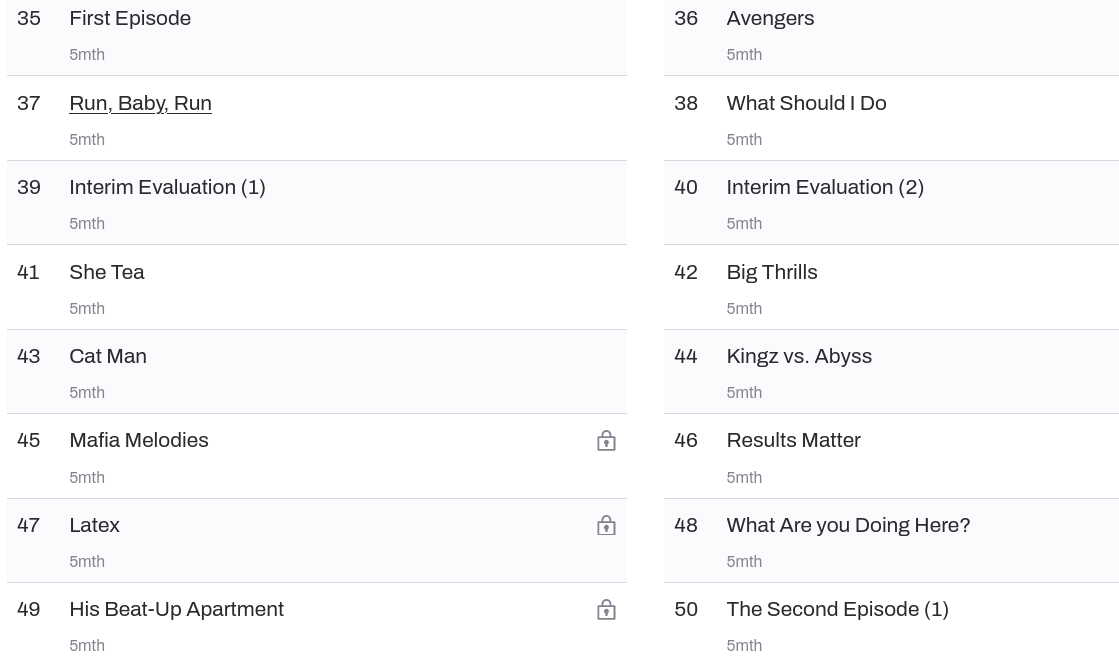 35 First Episode
5mth
36 Avengers
5mth
37 Run, Baby, Run
5mth
38 What Should I Do
5mth
39 Interim Evaluation (1)
5mth
40 Interim Evaluation (2)
5mth
41 She Tea
5mth
42 Big Thrills
5mth
43 Cat Man
5mth
44 Kingz vs. Abyss
5mth
45 Mafia Melodies
5mth
46 Results Matter
5mth
47 Latex
5mth
48 What Are you Doing Here?
5mth
49 His Beat-Up Apartment
5mth
50 The Second Episode (1)
5mth